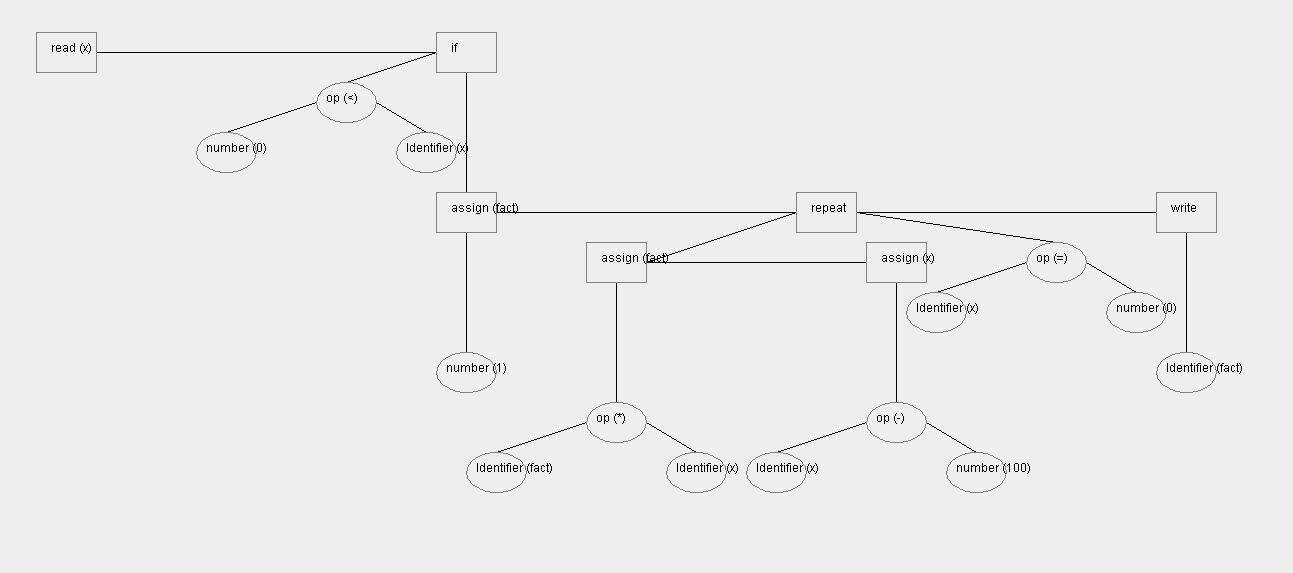 read (x)
if
op (<)
number (0)
Identifier (x)
assign (fact)
repeat
write
assign (fact)
assign (x)
op (=)
Identifier (x)
number (0)
number (1)
Identifier (fact)
op (*)
op (-)
Identifier (fact)
Identifier (x)
Identifier (x)
number (100)